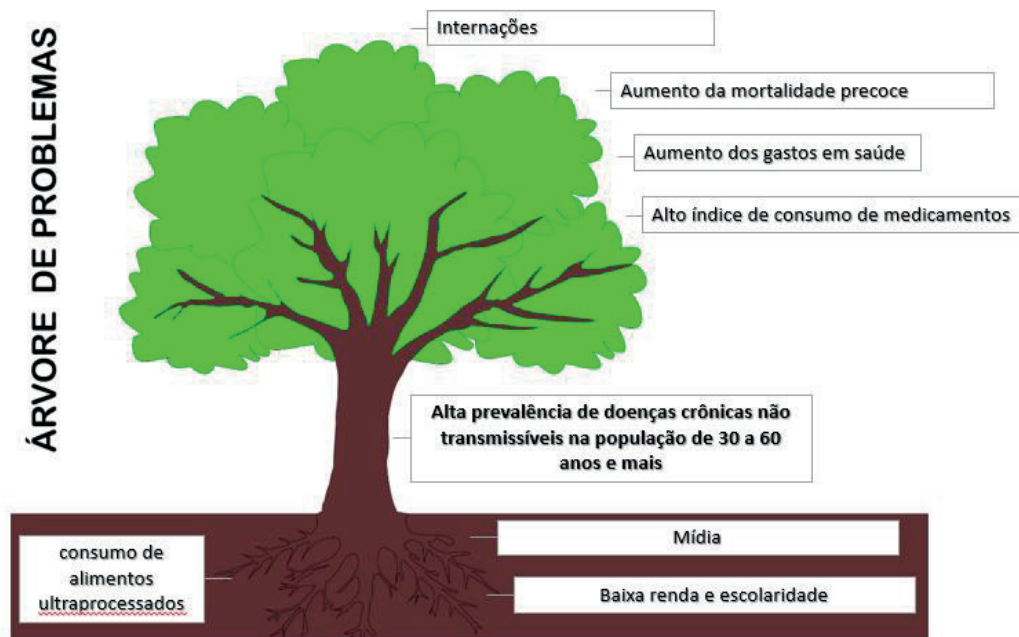 ÁRVORE DE PROBLEMAS
Internações
Aumento da mortalidade precoce
Aumento dos gastos em saúde
Alto índice de consumo de medicamentos
Alta prevalência de doenças crônicas não
transmissíveis na população de 30 a 60
anos e mais
consumo de
alimentos
ultraprocessados
Mídia
Baixa renda e escolaridade